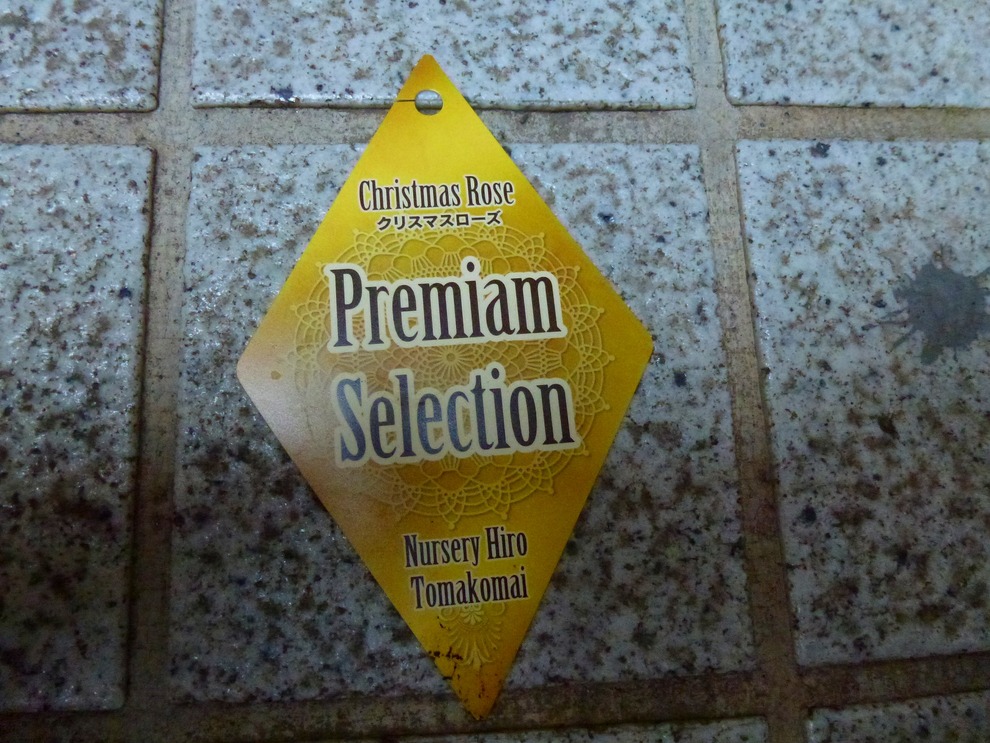 Christmas Rose
クリスマスローズ
Premiam
Selection
Nursery Hiro
Tomakomai